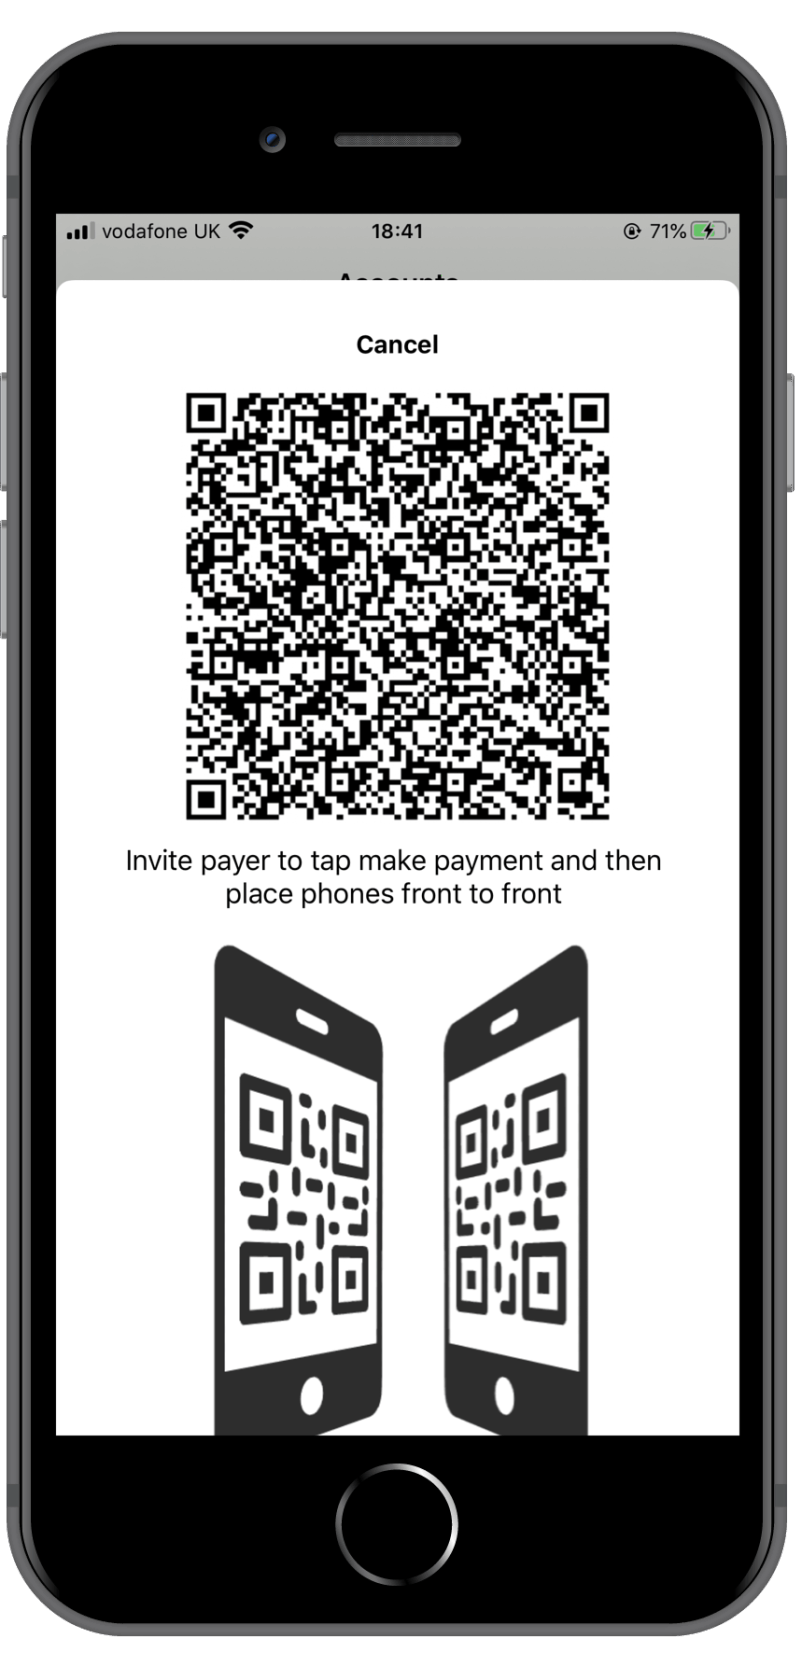 vodafone UK 18:41 71%
Accounts
Cancel
Invite payer to tap make payment and then
place phones front to front